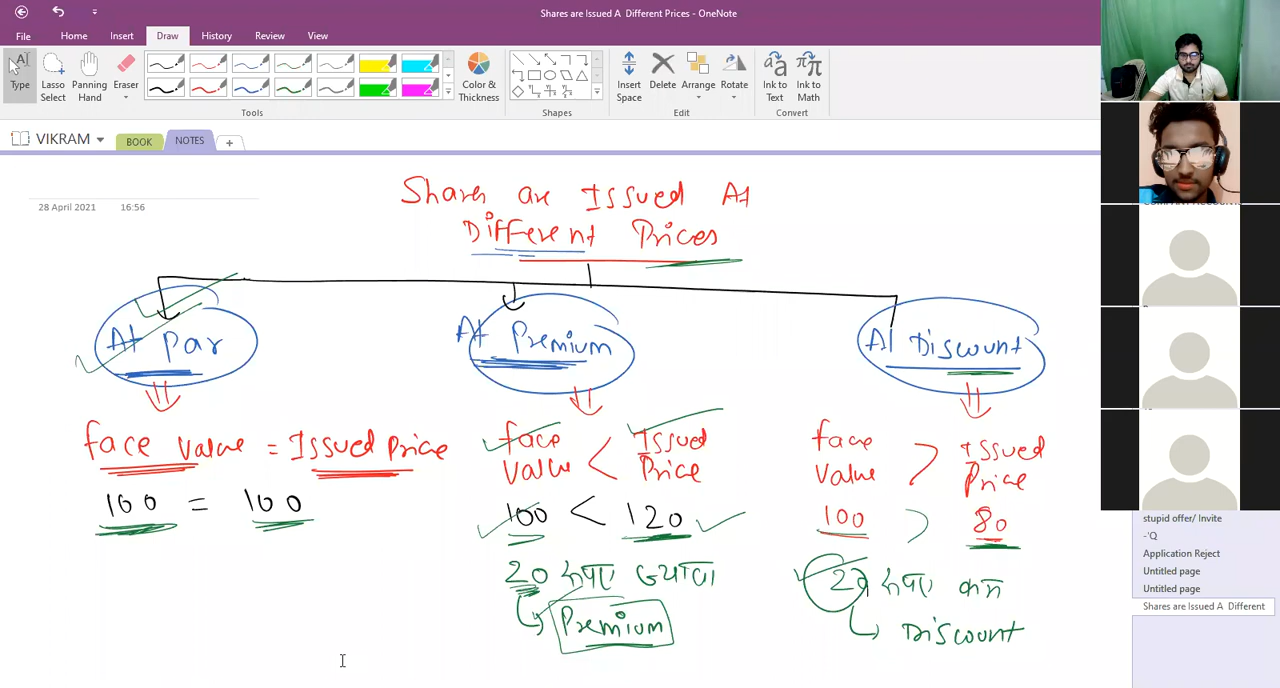 Shares are Issued A  Different Prices - OneNote
File Home Insert Draw History Review View
Type
Lasso Select
Panning Hand
Eraser
Color & Thickness
Insert Space
Delete
Arrange
Rotate
Ink to Text
Ink to Math
Tools
Shapes
Edit
Convert
VIKRAM
BOOK
NOTES
28 April 2021 16:56
Shares are Issued At
Different Prices
At Par
At Premium
At Discount
face value = Issued Price
100 = 100
face value < Issued Price
100 < 120
20 रुपए ज्यादा
Premium
face value > Issued Price
100 > 80
20 रुपए कम
Discount
stupid offer/ Invite
-'Q
Application Reject
Untitled page
Untitled page
Shares are Issued A  Different